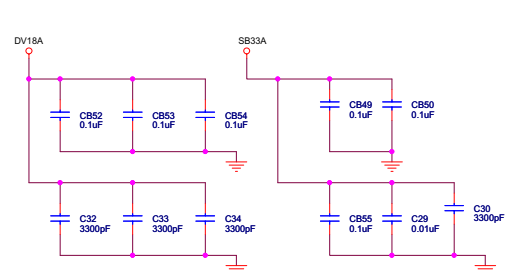 DV18A
SB33A
CB52
0.1uF
CB53
0.1uF
CB54
0.1uF
CB49
0.1uF
CB50
0.1uF
C32
3300pF
C33
3300pF
C34
3300pF
CB55
0.1uF
C29
0.01uF
C30
3300pF